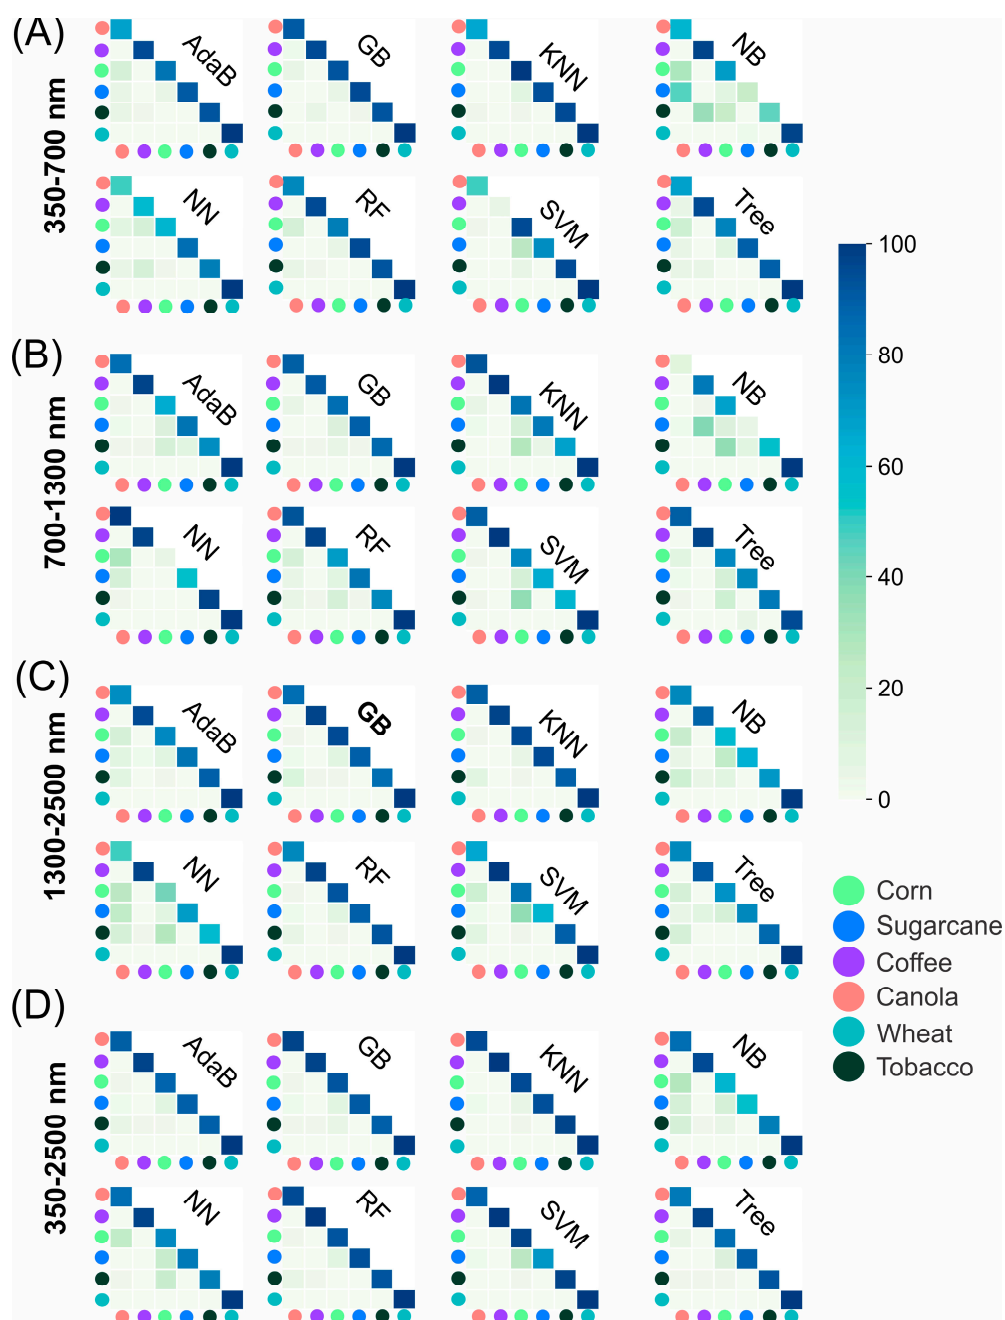 (A)
350-700 nm
AdaB
GB
KNN
NB
NN
RF
SVM
Tree
(B)
700-1300 nm
AdaB
GB
KNN
NB
NN
RF
SVM
Tree
(C)
1300-2500 nm
AdaB
GB
KNN
NB
NN
RF
SVM
Tree
(D)
350-2500 nm
AdaB
GB
KNN
NB
NN
RF
SVM
Tree
100
80
60
40
20
0
Corn
Sugarcane
Coffee
Canola
Wheat
Tobacco